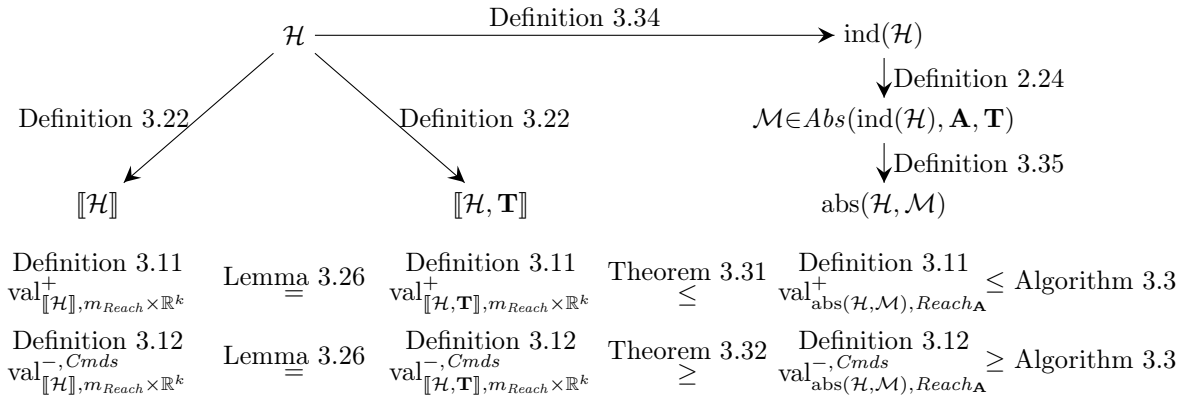 Definition 3.34
ℋ ind(ℋ)
Definition 2.24
Definition 3.22 Definition 3.22 ℳ∈Abs(ind(ℋ), 𝐀, 𝐓)
Definition 3.35
⟦ℋ⟧ ⟦ℋ, 𝐓⟧ abs(ℋ, ℳ)
Definition 3.11 Lemma 3.26 Definition 3.11 Theorem 3.31 Definition 3.11
val⁺_{⟦ℋ⟧,m_{Reach}×ℝ^k} = val⁺_{⟦ℋ,𝐓⟧,m_{Reach}×ℝ^k} ≤ val⁺_{abs(ℋ,ℳ),Reach_𝐀} ≤ Algorithm 3.3
Definition 3.12 Lemma 3.26 Definition 3.12 Theorem 3.32 Definition 3.12
val^{−,Cmds}_{⟦ℋ⟧,m_{Reach}×ℝ^k} = val^{−,Cmds}_{⟦ℋ,𝐓⟧,m_{Reach}×ℝ^k} ≥ val^{−,Cmds}_{abs(ℋ,ℳ),Reach_𝐀} ≥ Algorithm 3.3